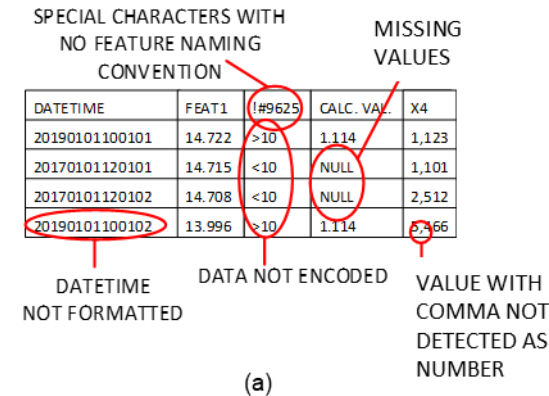 SPECIAL CHARACTERS WITH
NO FEATURE NAMING
CONVENTION
MISSING
VALUES
DATETIME FEAT1 !#9625 CALC. VAL. X4
20190101100101 14.722 >10 1.114 1,123
20170101120101 14.715 <10 NULL 1,101
20170101120102 14.708 <10 NULL 2,512
20190101100102 13.996 >10 1.114 5,466
DATETIME
NOT FORMATTED
DATA NOT ENCODED
VALUE WITH
COMMA NOT
DETECTED AS
NUMBER
(a)